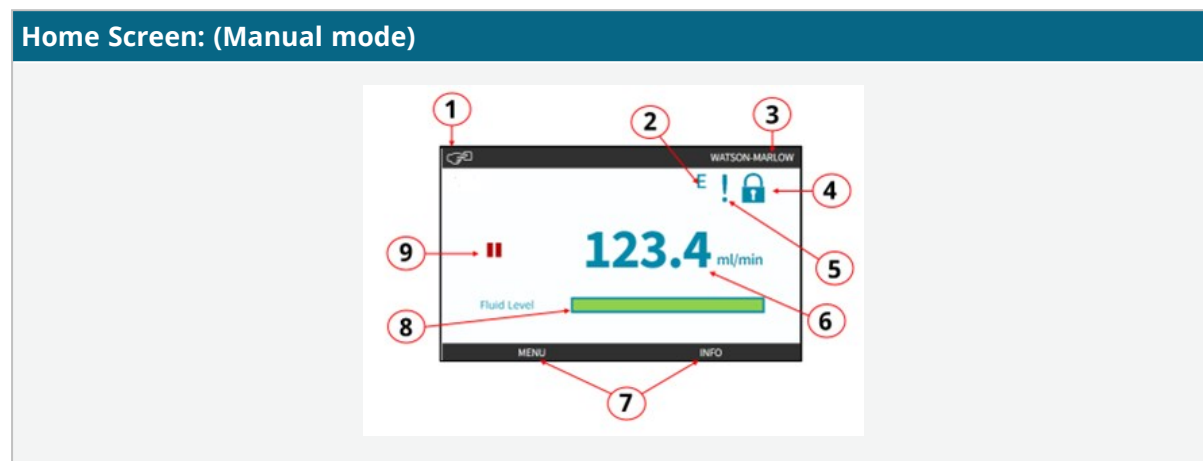 Home Screen: (Manual mode)
1
2
3
WATSON-MARLOW
E ! 4
9
123.4 ml/min
5
Fluid Level
8
6
MENU INFO
7